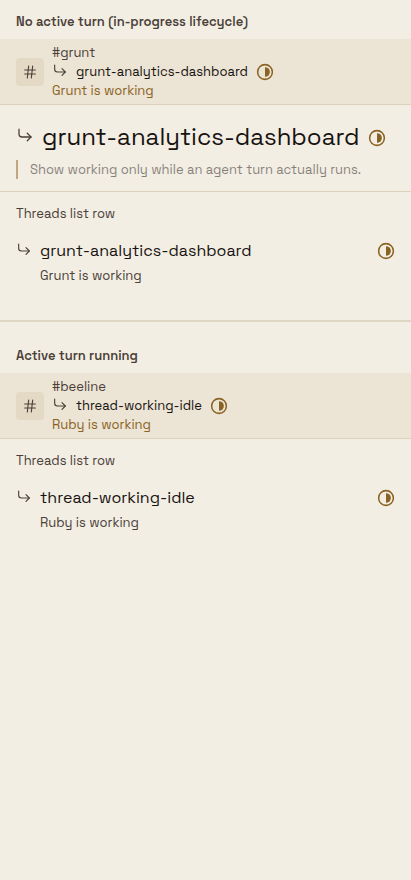 No active turn (in-progress lifecycle)
#
#grunt
grunt-analytics-dashboard
Grunt is working
grunt-analytics-dashboard
Show working only while an agent turn actually runs.
Threads list row
grunt-analytics-dashboard
Grunt is working
Active turn running
#
#beeline
thread-working-idle
Ruby is working
Threads list row
thread-working-idle
Ruby is working